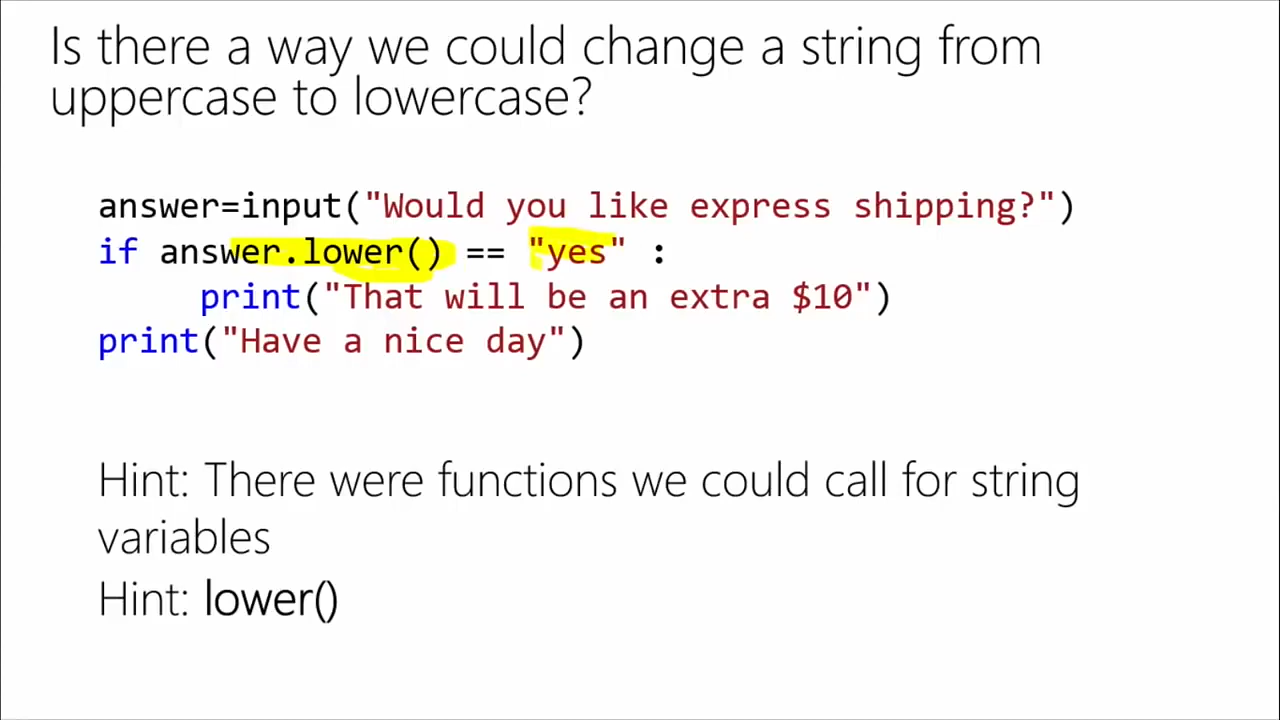 Is there a way we could change a string from
uppercase to lowercase?
answer=input("Would you like express shipping?")
if answer.lower() == "yes" :
    print("That will be an extra $10")
print("Have a nice day")
Hint: There were functions we could call for string
variables
Hint: lower()